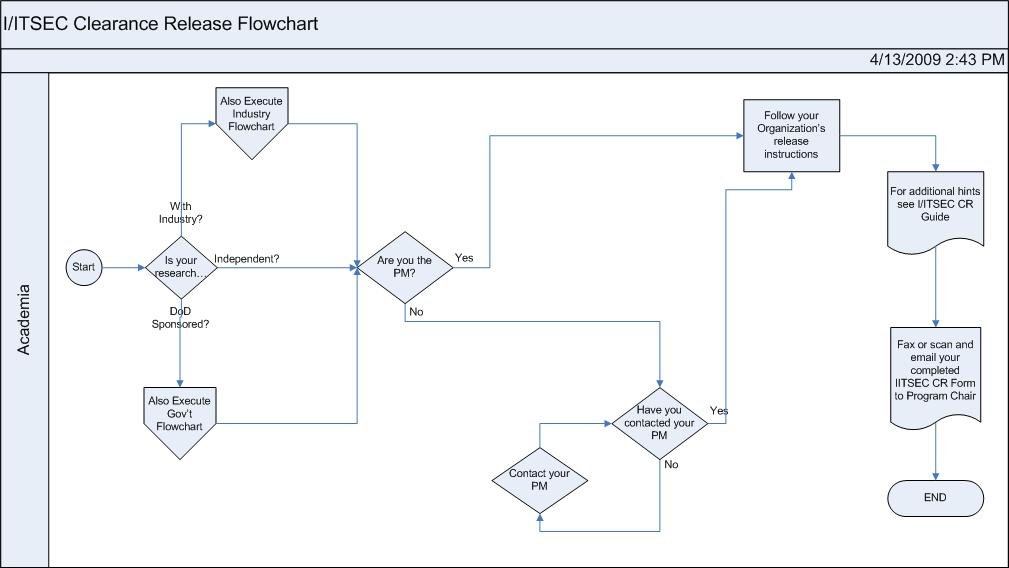 I/ITSEC Clearance Release Flowchart
4/13/2009 2:43 PM
Academia
Start
Is your
research...
With
Industry?
Independent?
DoD
Sponsored?
Also Execute
Industry
Flowchart
Also Execute
Gov't
Flowchart
Are you the
PM?
Yes
No
Have you
contacted your
PM
Yes
No
Contact your
PM
Follow your
Organization's
release
instructions
For additional hints
see I/ITSEC CR
Guide
Fax or scan and
email your
completed
IITSEC CR Form
to Program Chair
END